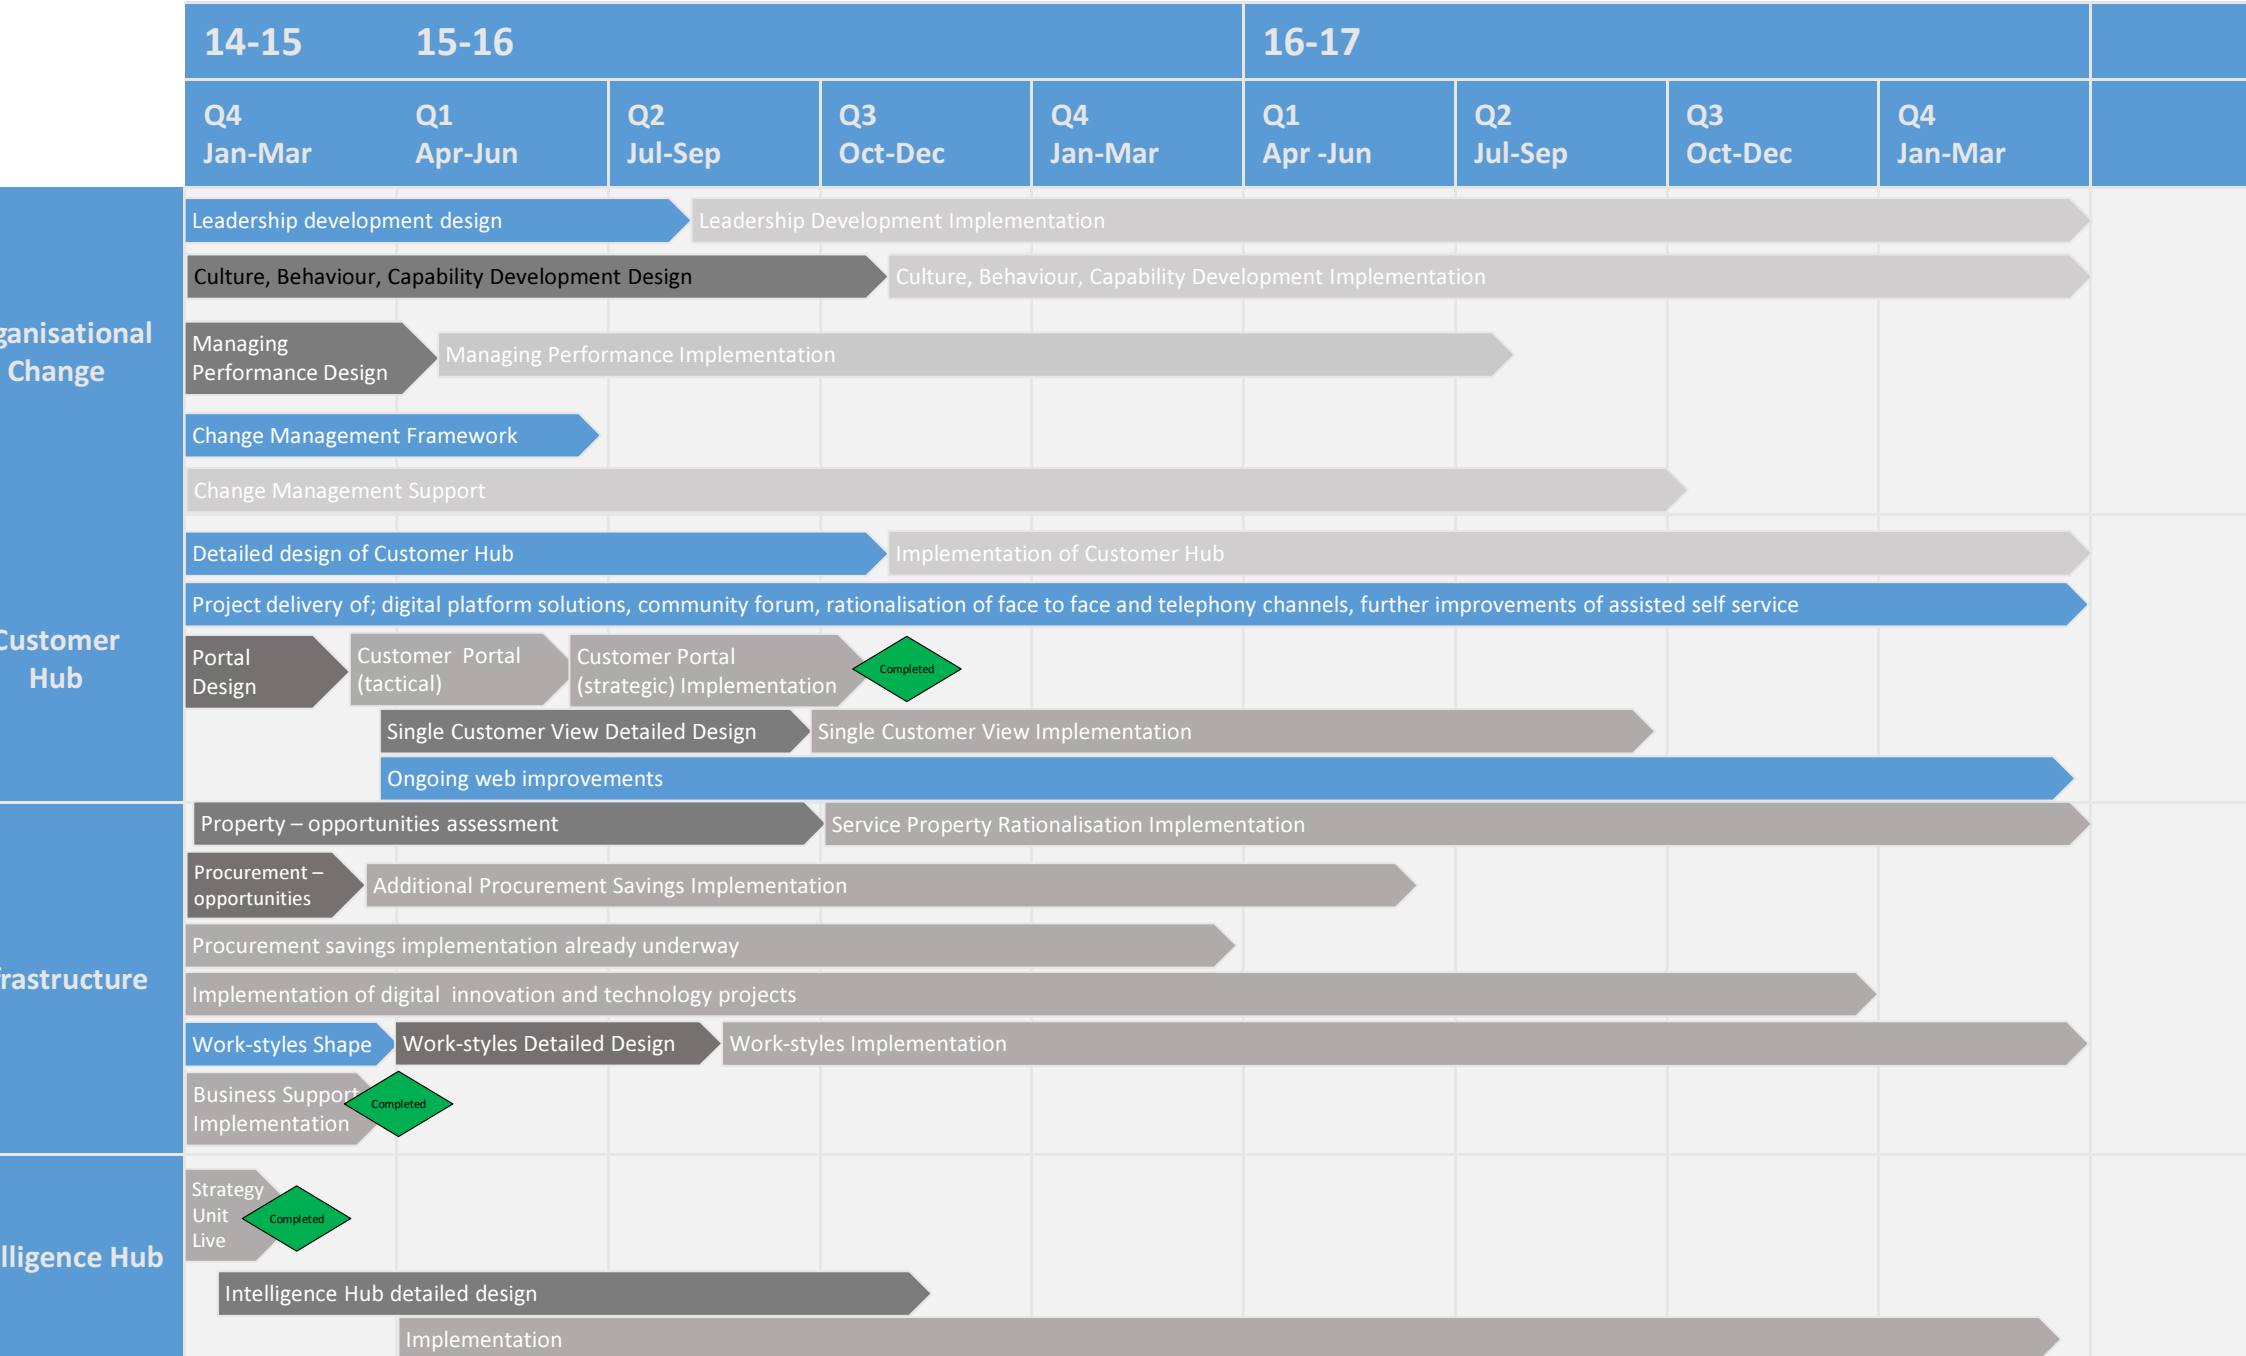 14-15 15-16 16-17
Q4 Q1 Q2 Q3 Q4 Q1 Q2 Q3 Q4
Jan-Mar Apr-Jun Jul-Sep Oct-Dec Jan-Mar Apr -Jun Jul-Sep Oct-Dec Jan-Mar
ganisational
Change
Leadership development design
Leadership Development Implementation
Culture, Behaviour, Capability Development Design
Culture, Behaviour, Capability Development Implementation
Managing
Performance Design
Managing Performance Implementation
Change Management Framework
Change Management Support
Customer
Hub
Detailed design of Customer Hub
Implementation of Customer Hub
Project delivery of; digital platform solutions, community forum, rationalisation of face to face and telephony channels, further improvements of assisted self service
Portal
Design
Customer Portal
(tactical)
Customer Portal
(strategic) Implementation
Completed
Single Customer View Detailed Design
Single Customer View Implementation
Ongoing web improvements
frastructure
Property – opportunities assessment
Service Property Rationalisation Implementation
Procurement –
opportunities
Additional Procurement Savings Implementation
Procurement savings implementation already underway
Implementation of digital innovation and technology projects
Work-styles Shape
Work-styles Detailed Design
Work-styles Implementation
Business Support
Implementation
Completed
lligence Hub
Strategy
Unit
Live
Completed
Intelligence Hub detailed design
Implementation